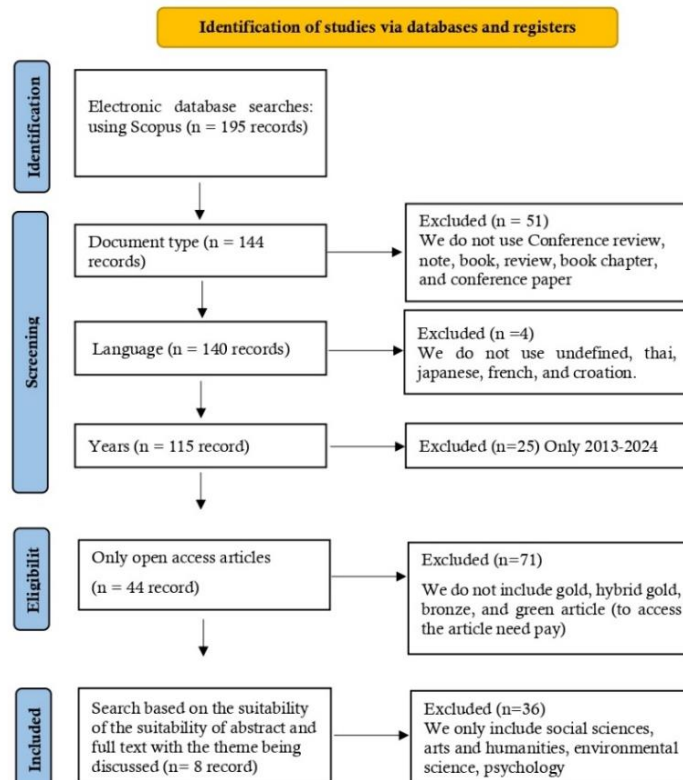 Identification of studies via databases and registers
Identification
Electronic database searches:
using Scopus (n = 195 records)
Screening
Document type (n = 144
records)
Excluded (n = 51)
We do not use Conference review,
note, book, review, book chapter,
and conference paper
Language (n = 140 records)
Excluded (n =4)
We do not use undefined, thai,
japanese, french, and croation.
Years (n = 115 record)
Excluded (n=25) Only 2013-2024
Eligibilit
Only open access articles
(n = 44 record)
Excluded (n=71)
We do not include gold, hybrid gold,
bronze, and green article (to access
the article need pay)
Included
Search based on the suitability
of the suitability of abstract and
full text with the theme being
discussed (n= 8 record)
Excluded (n=36)
We only include social sciences,
arts and humanities, environmental
science, psychology